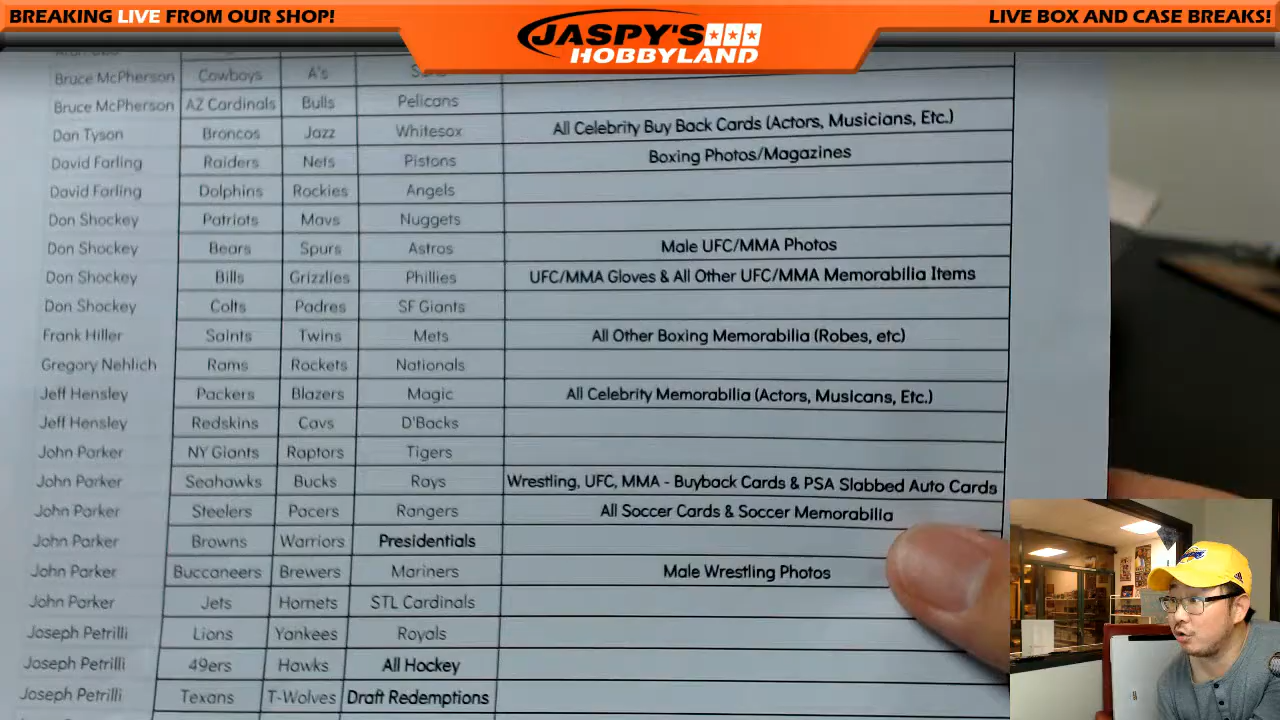 BREAKING LIVE FROM OUR SHOP!
JASPY'S
HOBBYLAND
LIVE BOX AND CASE BREAKS!
Bruce McPherson Cowboys A's
Bruce McPherson AZ Cardinals Bulls Pelicans
Dan Tyson Broncos Jazz Whitesox All Celebrity Buy Back Cards (Actors, Musicians, Etc.)
David Farling Raiders Nets Pistons Boxing Photos/Magazines
David Farling Dolphins Rockies Angels
Don Shockey Patriots Mavs Nuggets
Don Shockey Bears Spurs Astros Male UFC/MMA Photos
Don Shockey Bills Grizzlies Phillies UFC/MMA Gloves & All Other UFC/MMA Memorabilia Items
Don Shockey Colts Padres SF Giants
Frank Hiller Saints Twins Mets All Other Boxing Memorabilia (Robes, etc)
Gregory Nehlich Rams Rockets Nationals
Jeff Hensley Packers Blazers Magic All Celebrity Memorabilia (Actors, Musicans, Etc.)
Jeff Hensley Redskins Cavs D'Backs
John Parker NY Giants Raptors Tigers
John Parker Seahawks Bucks Rays Wrestling, UFC, MMA - Buyback Cards & PSA Slabbed Auto Cards
John Parker Steelers Pacers Rangers All Soccer Cards & Soccer Memorabilia
John Parker Browns Warriors Presidentials
John Parker Buccaneers Brewers Mariners Male Wrestling Photos
John Parker Jets Hornets STL Cardinals
Joseph Petrilli Lions Yankees Royals
Joseph Petrilli 49ers Hawks All Hockey
Joseph Petrilli Texans T-Wolves Draft Redemptions